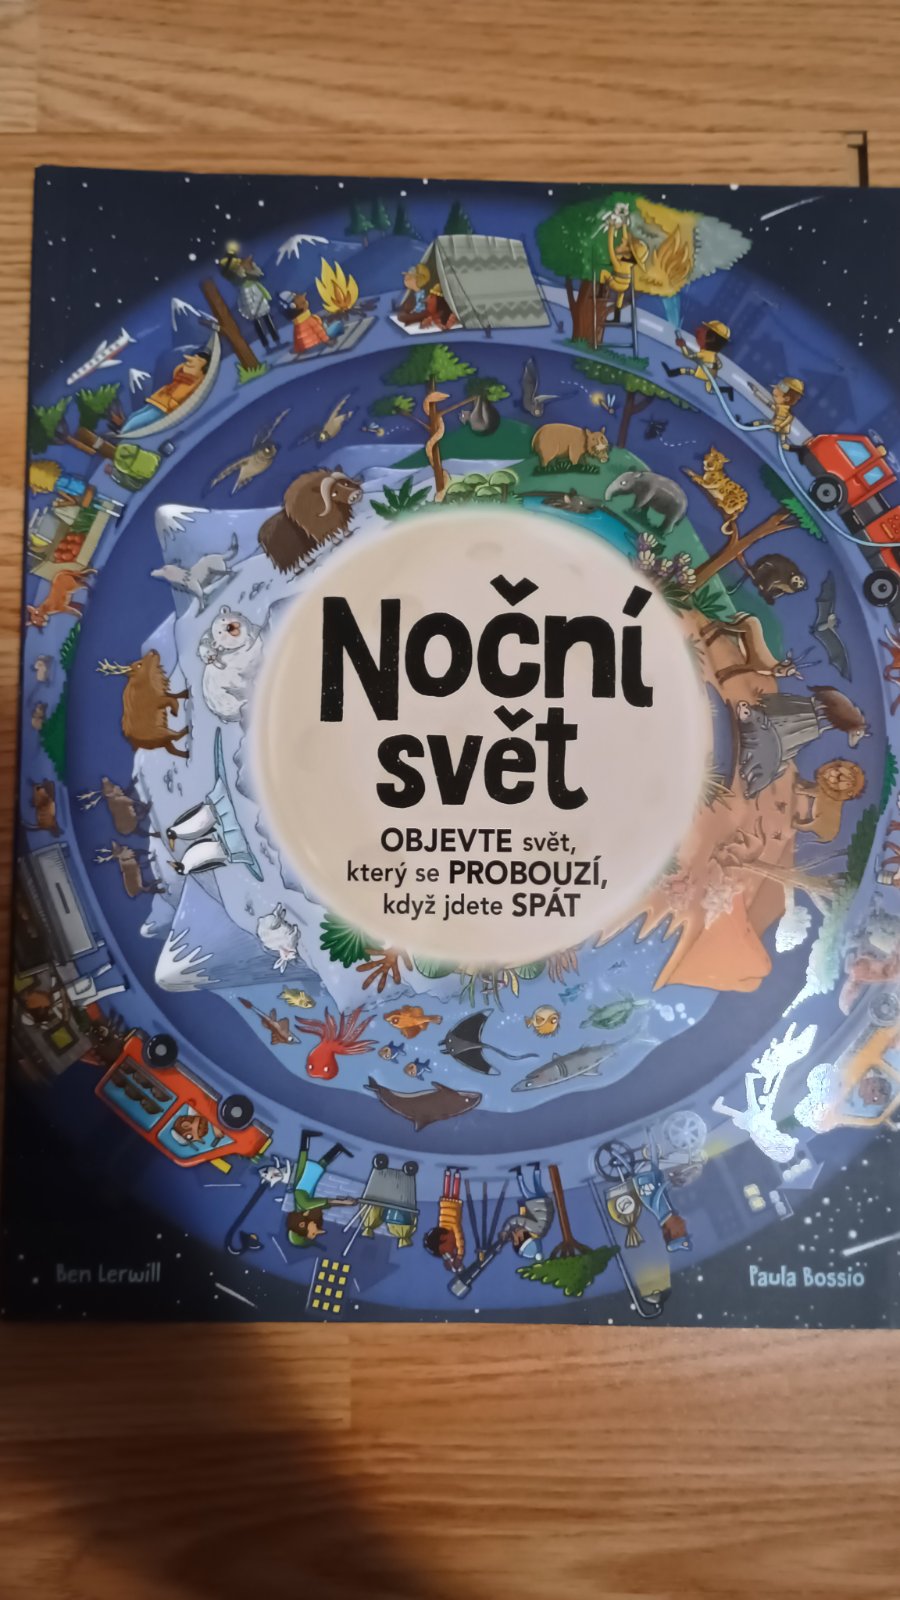 Noční
svět
OBJEVTE svět,
který se PROBOUZÍ,
když jdete SPÁT
Ben Lerwill
Paula Bossio